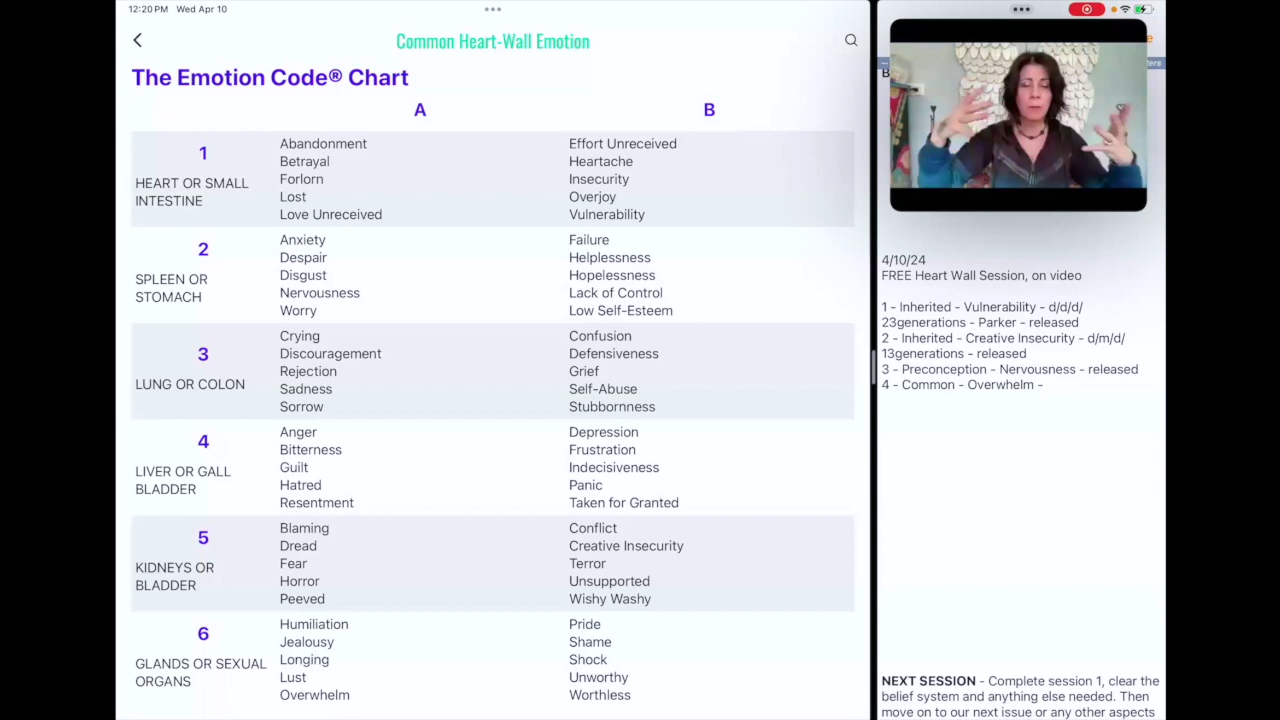 12:20 PM Wed Apr 10
Common Heart-Wall Emotion
The Emotion Code® Chart
A B
1
HEART OR SMALL
INTESTINE
Abandonment Effort Unreceived
Betrayal Heartache
Forlorn Insecurity
Lost Overjoy
Love Unreceived Vulnerability
2
SPLEEN OR
STOMACH
Anxiety Failure
Despair Helplessness
Disgust Hopelessness
Nervousness Lack of Control
Worry Low Self-Esteem
3
LUNG OR COLON
Crying Confusion
Discouragement Defensiveness
Rejection Grief
Sadness Self-Abuse
Sorrow Stubbornness
4
LIVER OR GALL
BLADDER
Anger Depression
Bitterness Frustration
Guilt Indecisiveness
Hatred Panic
Resentment Taken for Granted
5
KIDNEYS OR
BLADDER
Blaming Conflict
Dread Creative Insecurity
Fear Terror
Horror Unsupported
Peeved Wishy Washy
6
GLANDS OR SEXUAL
ORGANS
Humiliation Pride
Jealousy Shame
Longing Shock
Lust Unworthy
Overwhelm Worthless
4/10/24
FREE Heart Wall Session, on video
1 - Inherited - Vulnerability - d/d/d/
23generations - Parker - released
2 - Inherited - Creative Insecurity - d/m/d/
13generations - released
3 - Preconception - Nervousness - released
4 - Common - Overwhelm -
NEXT SESSION - Complete session 1, clear the
belief system and anything else needed. Then
move on to our next issue or any other aspects